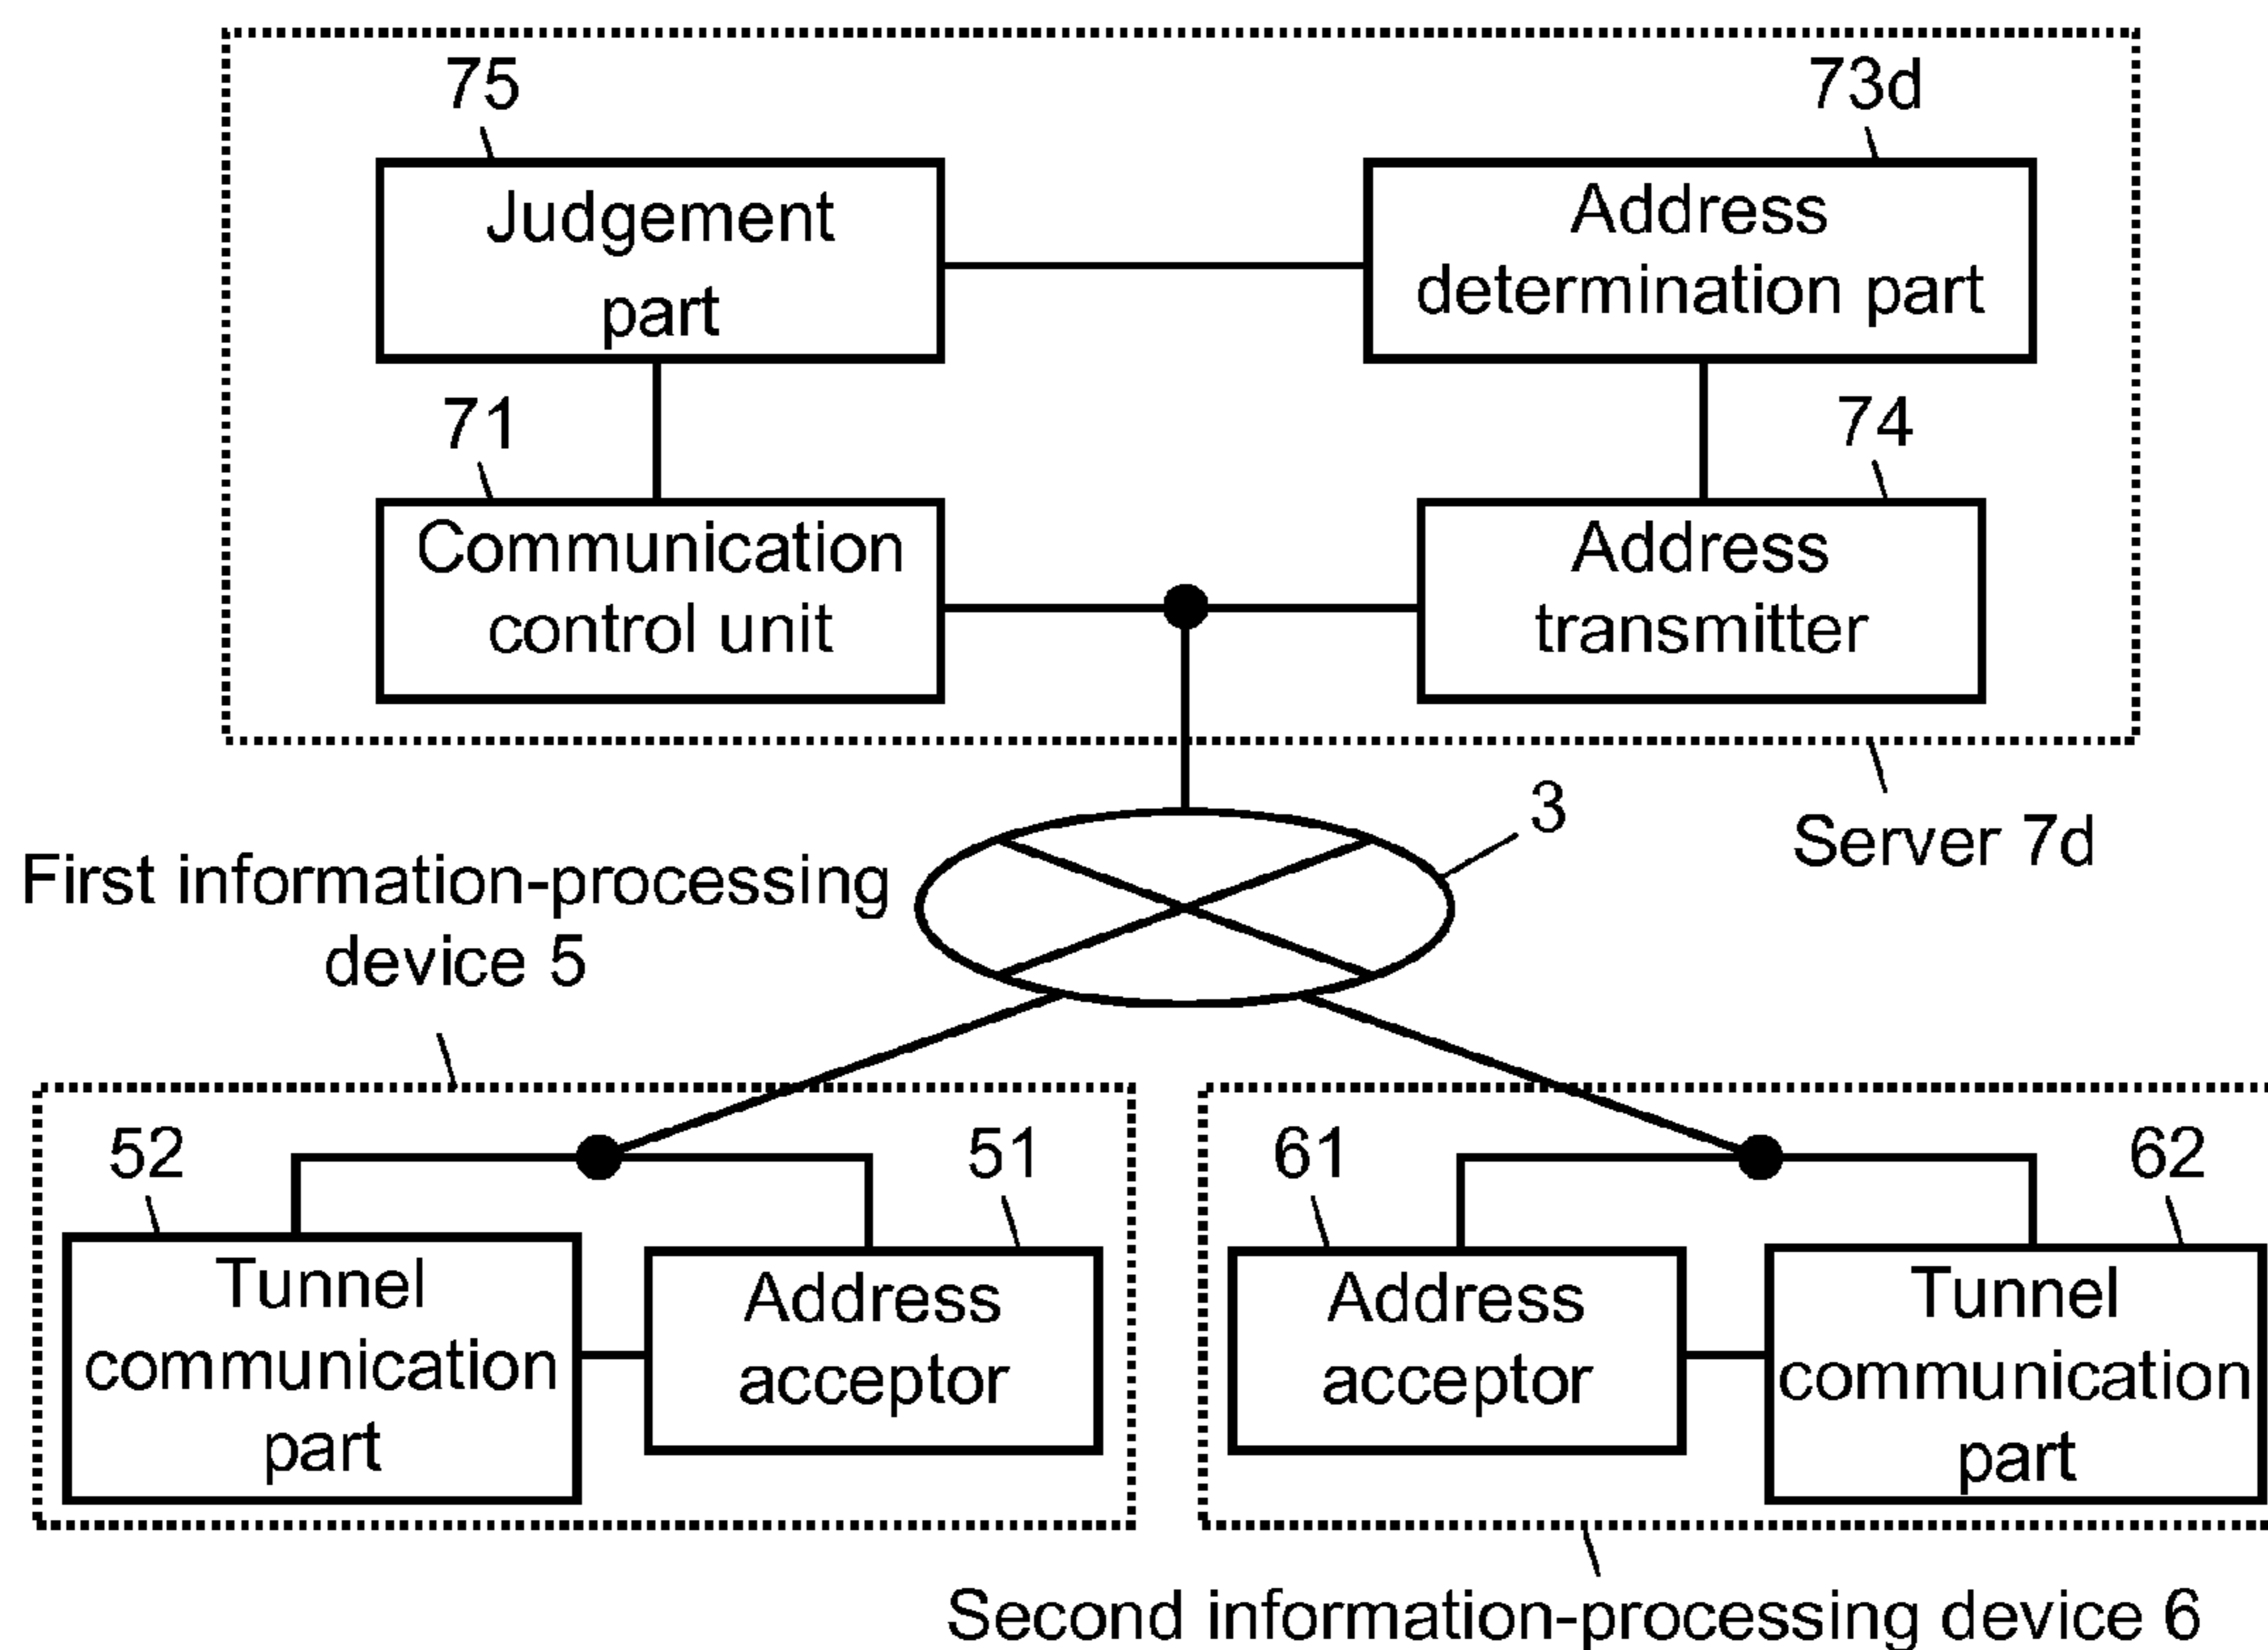 75
73d
Judgement
part
Address
determination part
71
74
Communication
control unit
Address
transmitter
3
Server 7d
First information-processing
device 5
52
51
61
62
Tunnel
communication
part
Address
acceptor
Address
acceptor
Tunnel
communication
part
Second information-processing device 6